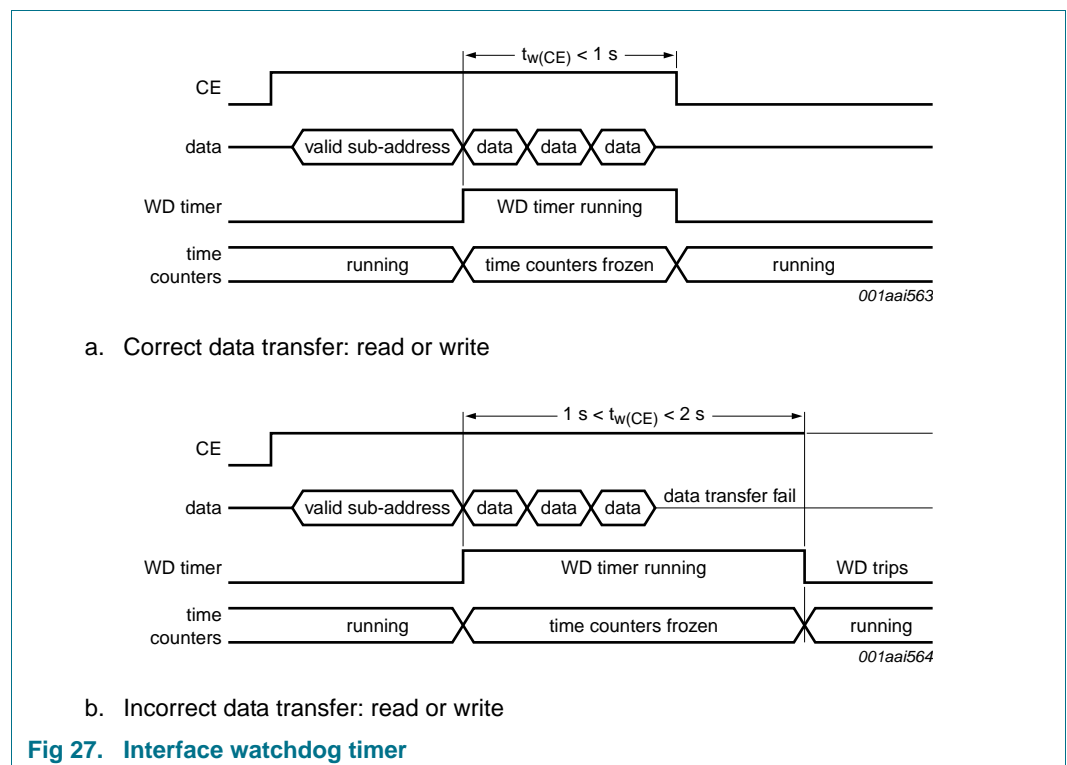 tw(CE) < 1 s
CE
data
valid sub-address
data
data
data
WD timer
WD timer running
time
counters
running
time counters frozen
running
001aai563
a. Correct data transfer: read or write
1 s < tw(CE) < 2 s
CE
data
valid sub-address
data
data
data
data transfer fail
WD timer
WD timer running
WD trips
time
counters
running
time counters frozen
running
001aai564
b. Incorrect data transfer: read or write
Fig 27. Interface watchdog timer